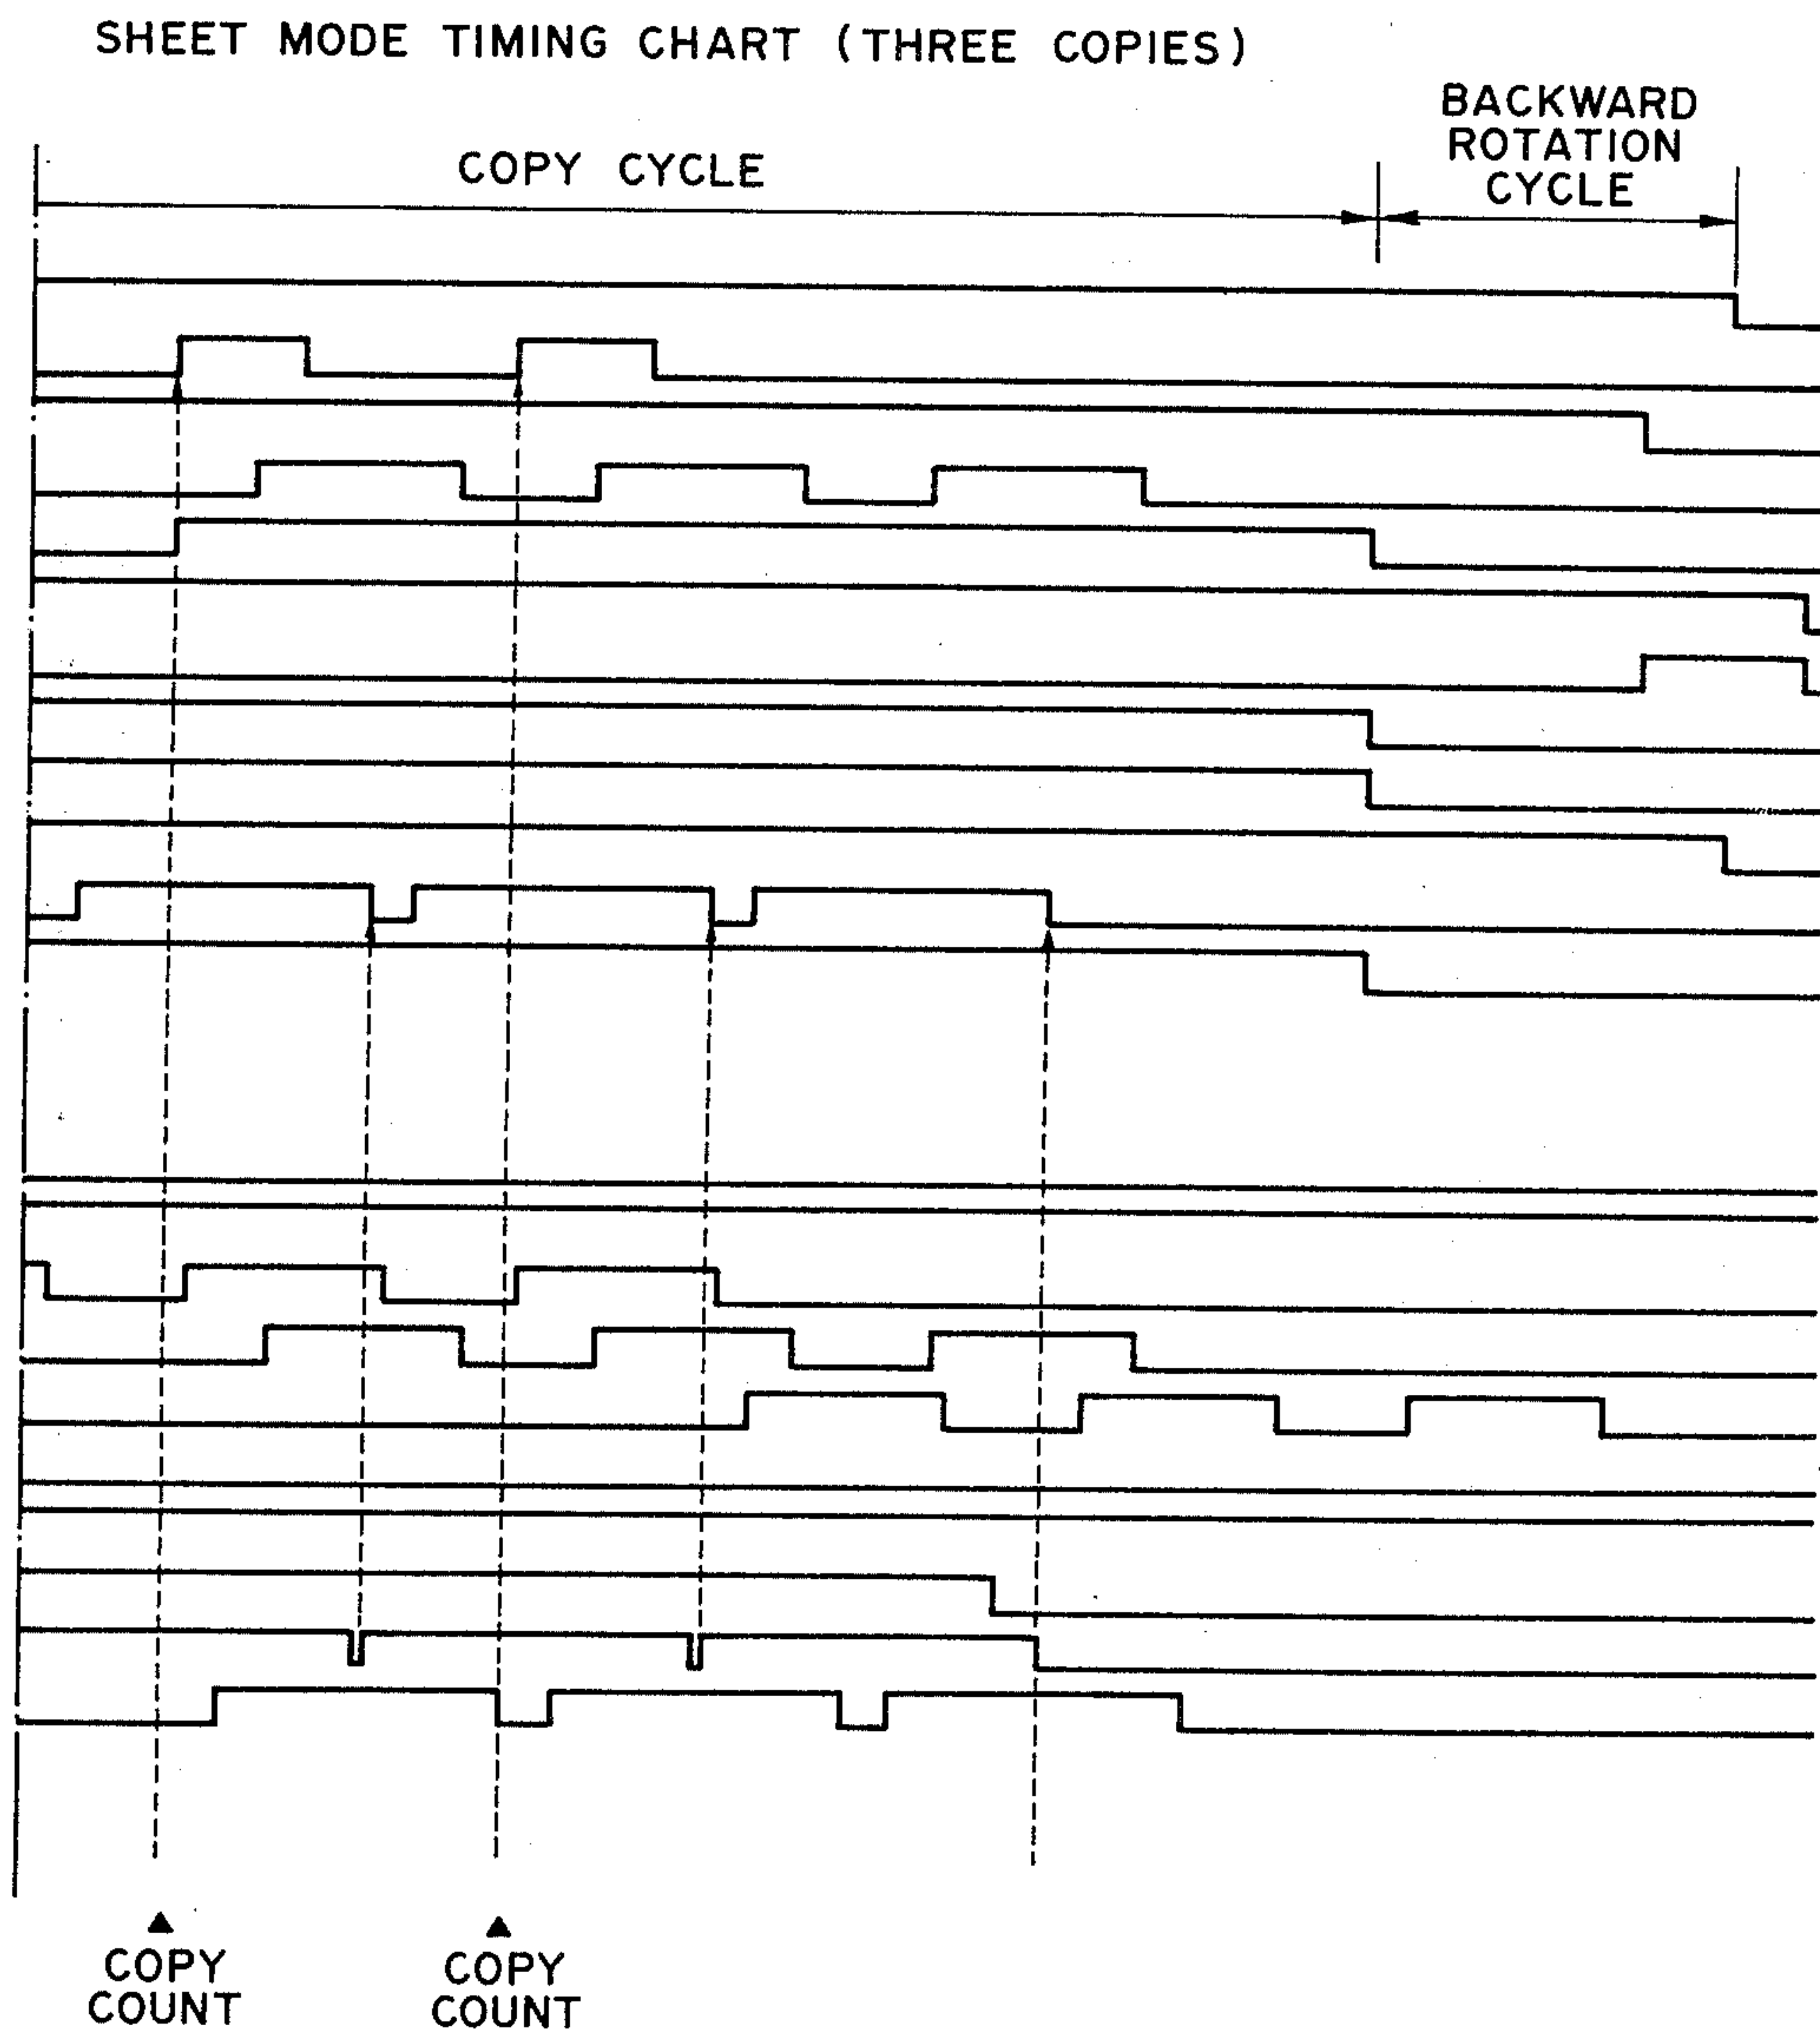 SHEET MODE TIMING CHART (THREE COPIES)
BACKWARD
ROTATION
CYCLE
COPY CYCLE
COPY
COUNT
COPY
COUNT